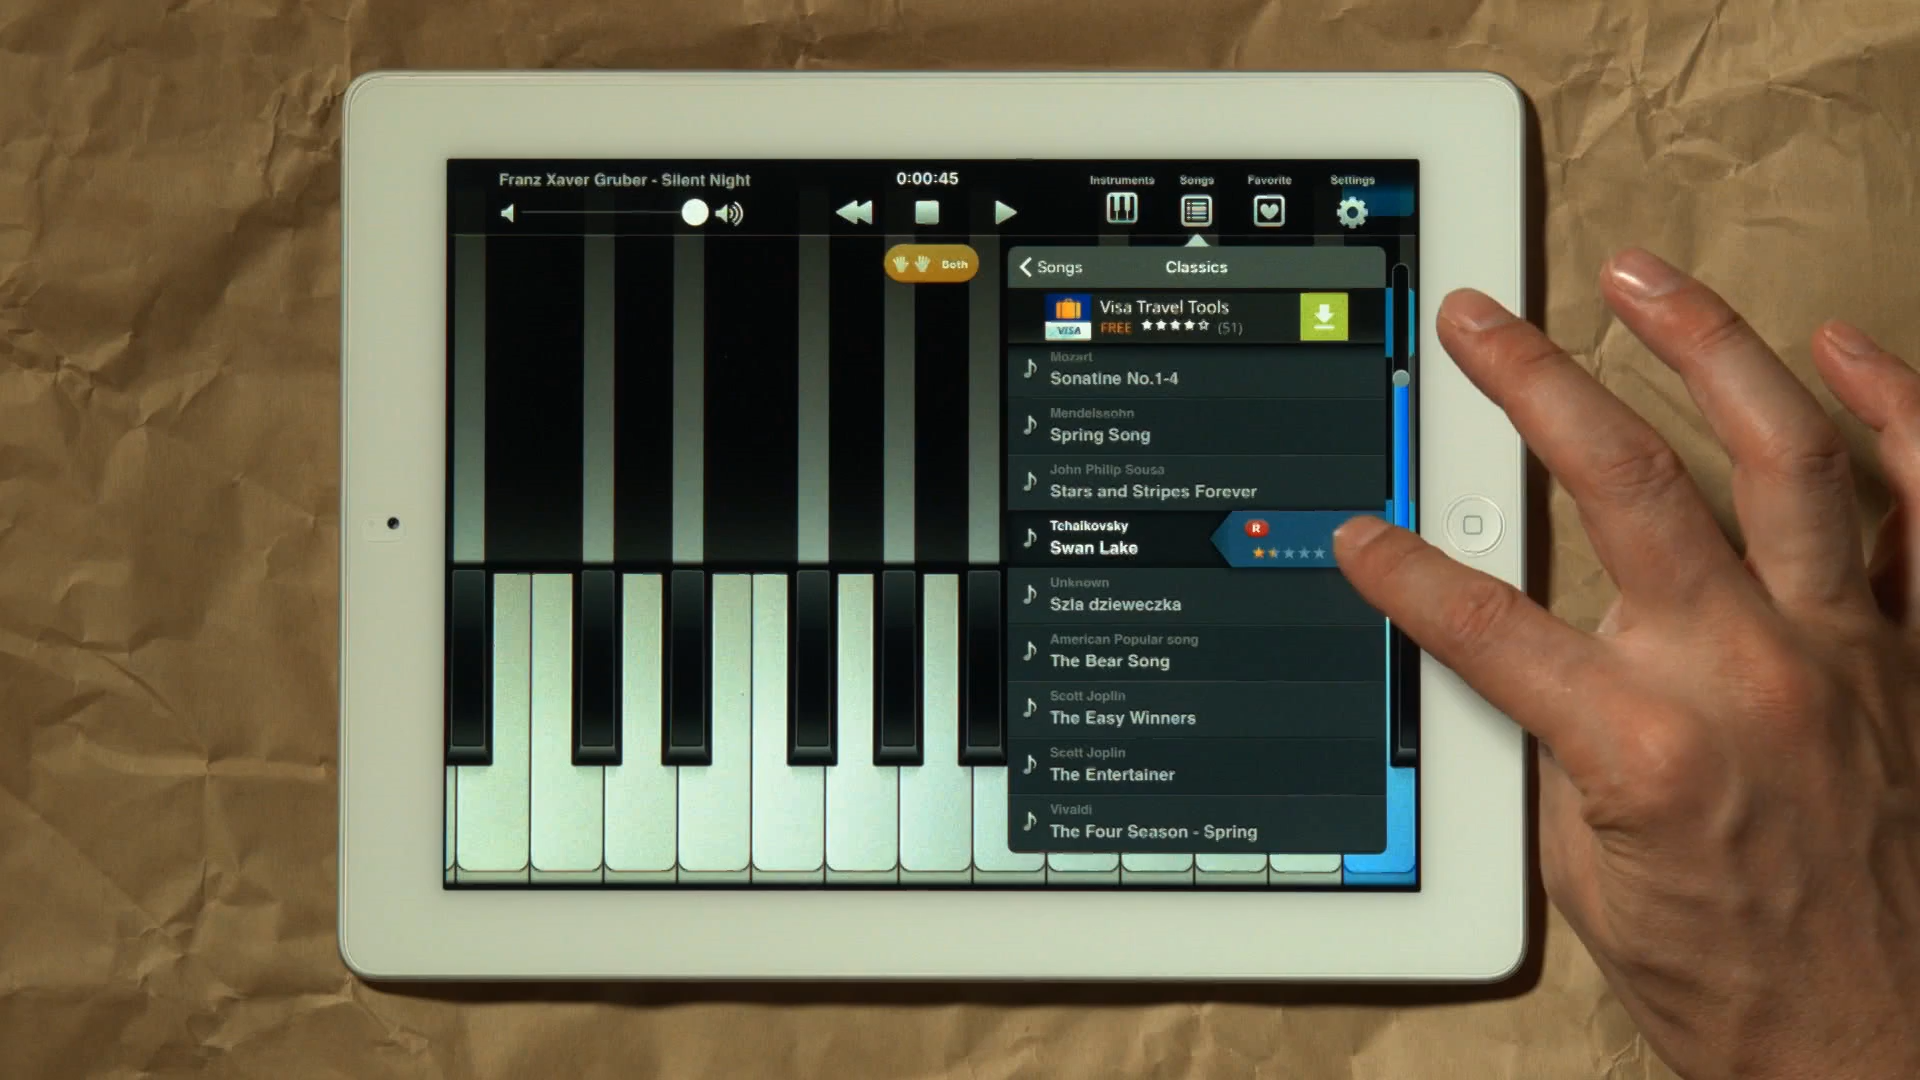 Franz Xaver Gruber - Silent Night
0:00:45
Instruments
Songs
Favorite
Settings
Both
Songs
Classics
Visa Travel Tools
FREE
(51)
VISA
Mozart
Sonatine No.1-4
Mendelssohn
Spring Song
John Philip Sousa
Stars and Stripes Forever
Tchaikovsky
Swan Lake
R
Unknown
Szla dzieweczka
American Popular song
The Bear Song
Scott Joplin
The Easy Winners
Scott Joplin
The Entertainer
Vivaldi
The Four Season - Spring